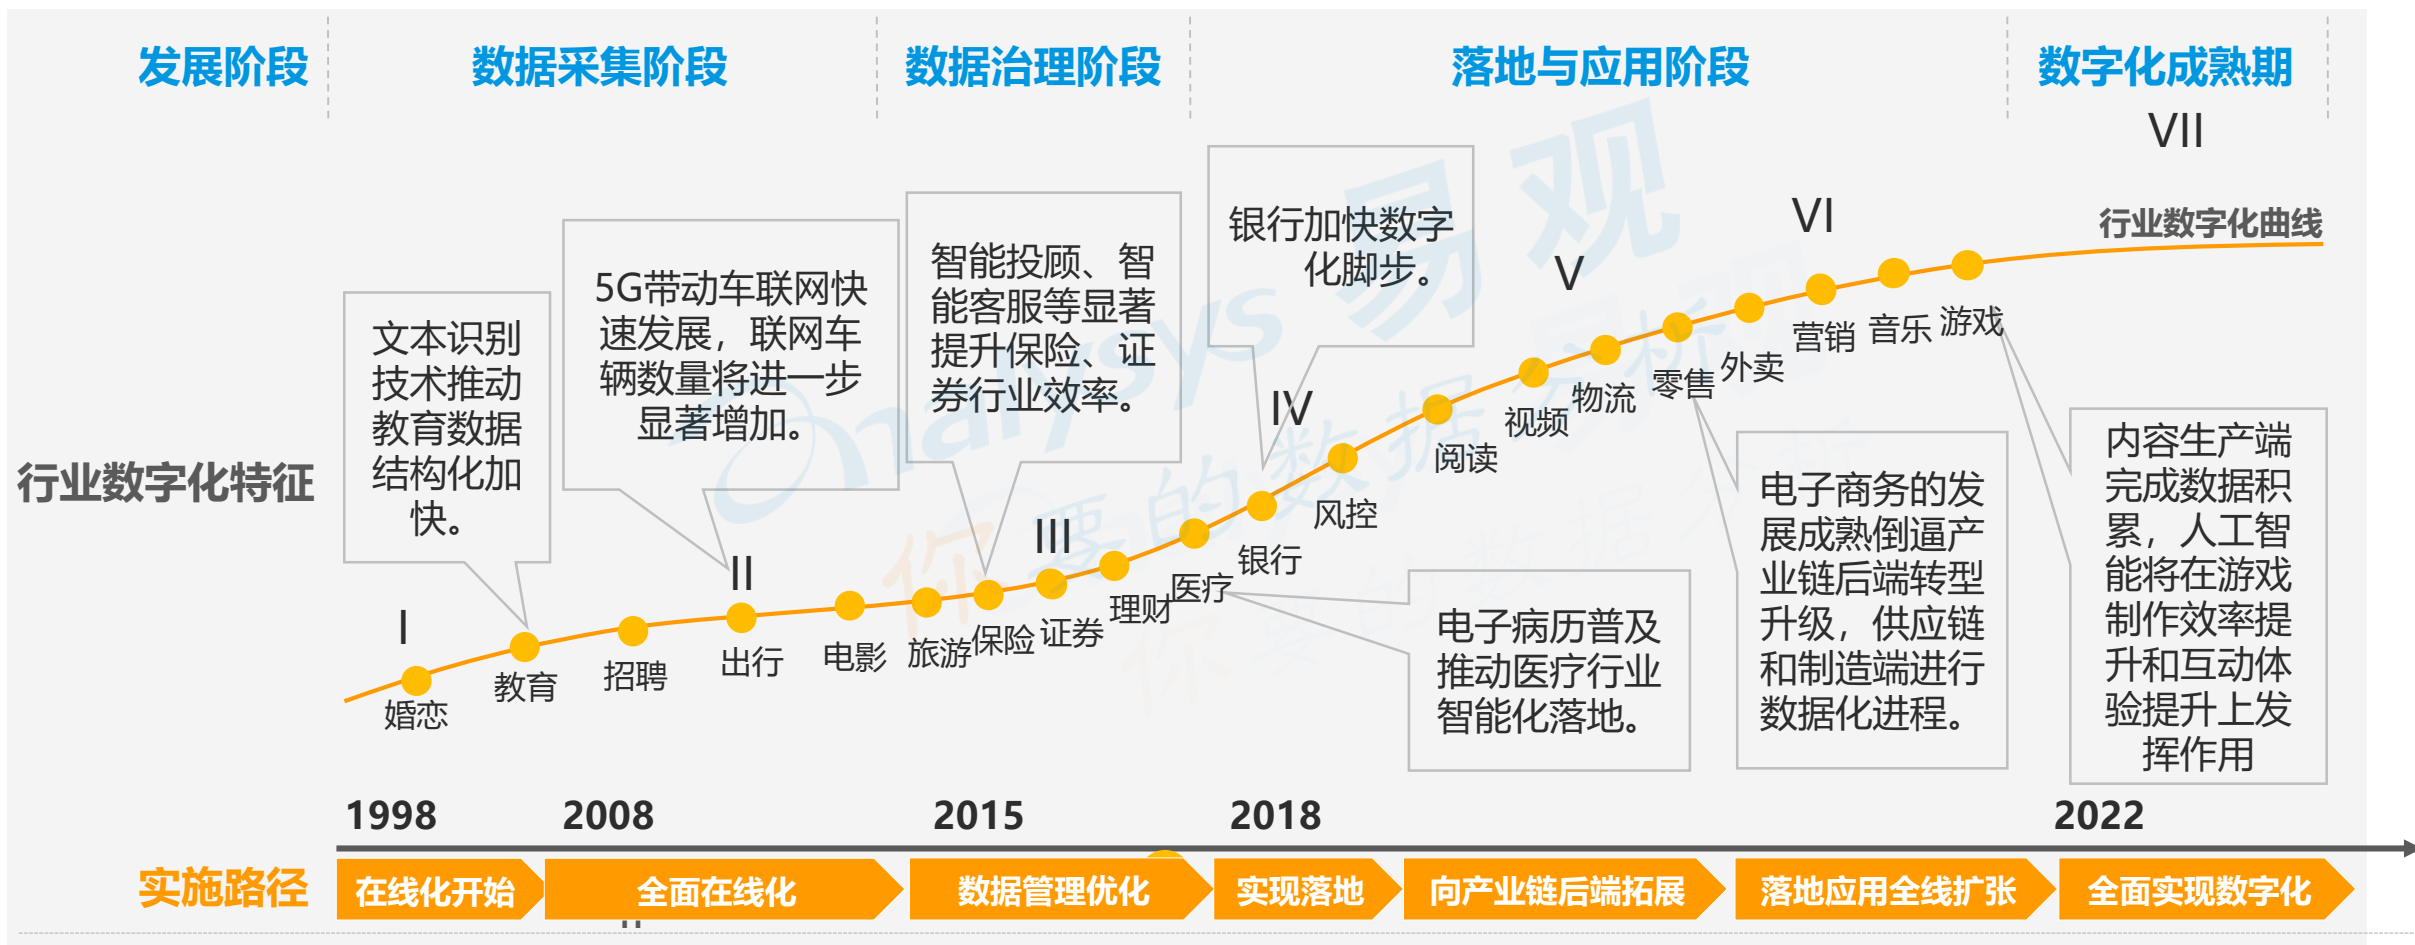 发展阶段
数据采集阶段
数据治理阶段
落地与应用阶段
数字化成熟期
行业数字化特征
文本识别
技术推动
教育数据
结构化加
快。
5G带动车联网快
速发展，联网车
辆数量将进一步
显著增加。
智能投顾、智
能客服等显著
提升保险、证
券行业效率。
银行加快数字
化脚步。
I
II
III
IV
V
VI
VII
行业数字化曲线
婚恋
教育
招聘
出行
电影
旅游
保险
证券
理财
医疗
银行
风控
阅读
视频
物流
零售
外卖
营销
音乐
游戏
电子病历普及
推动医疗行业
智能化落地。
电子商务的发
展成熟倒逼产
业链后端转型
升级，供应链
和制造端进行
数据化进程。
内容生产端
完成数据积
累，人工智
能将在游戏
制作效率提
升和互动体
验提升上发
挥作用
1998
2008
2015
2018
2022
实施路径
在线化开始
全面在线化
数据管理优化
实现落地
向产业链后端拓展
落地应用全线扩张
全面实现数字化
analysys 易观
你要的数据分析